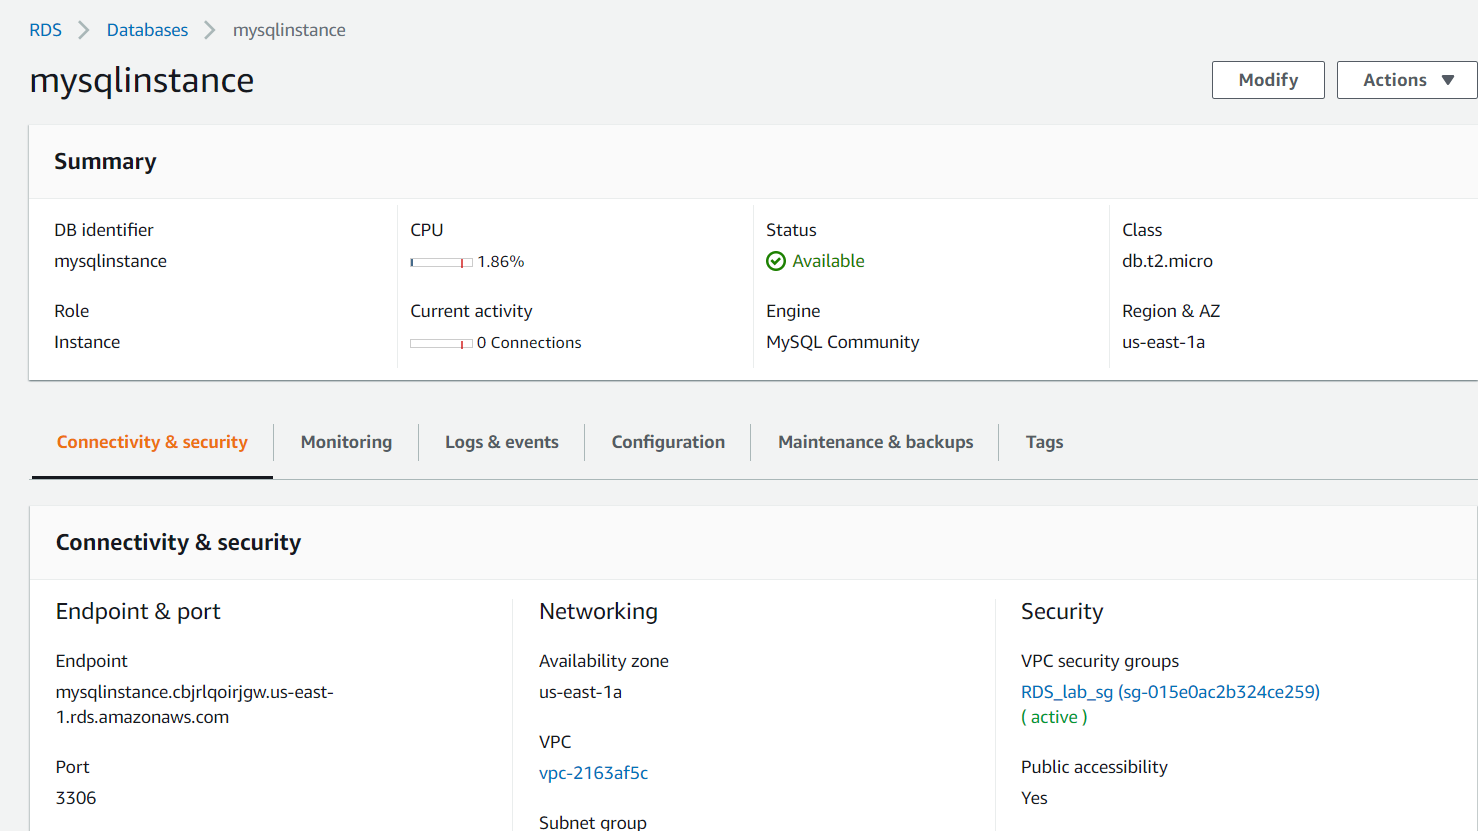 RDS > Databases > mysqlinstance
mysqlinstance
Modify
Actions
Summary
DB identifier
mysqlinstance
CPU
1.86%
Status
Available
Class
db.t2.micro
Role
Instance
Current activity
0 Connections
Engine
MySQL Community
Region & AZ
us-east-1a
Connectivity & security
Monitoring
Logs & events
Configuration
Maintenance & backups
Tags
Connectivity & security
Endpoint & port
Endpoint
mysqlinstance.cbjrlqoirjgw.us-east-
1.rds.amazonaws.com
Port
3306
Networking
Availability zone
us-east-1a
VPC
vpc-2163af5c
Subnet group
Security
VPC security groups
RDS_lab_sg (sg-015e0ac2b324ce259)
( active )
Public accessibility
Yes